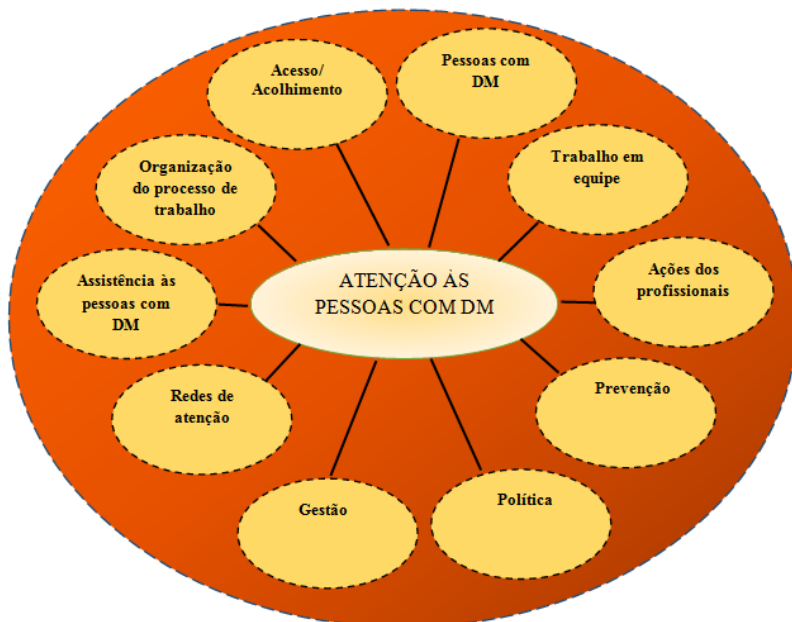 Acesso/
Acolhimento
Pessoas com
DM
Organização
do processo de
trabalho
Trabalho em
equipe
Assistência às
pessoas com
DM
ATENÇÃO ÀS
PESSOAS COM DM
Ações dos
profissionais
Redes de
atenção
Prevenção
Gestão
Política